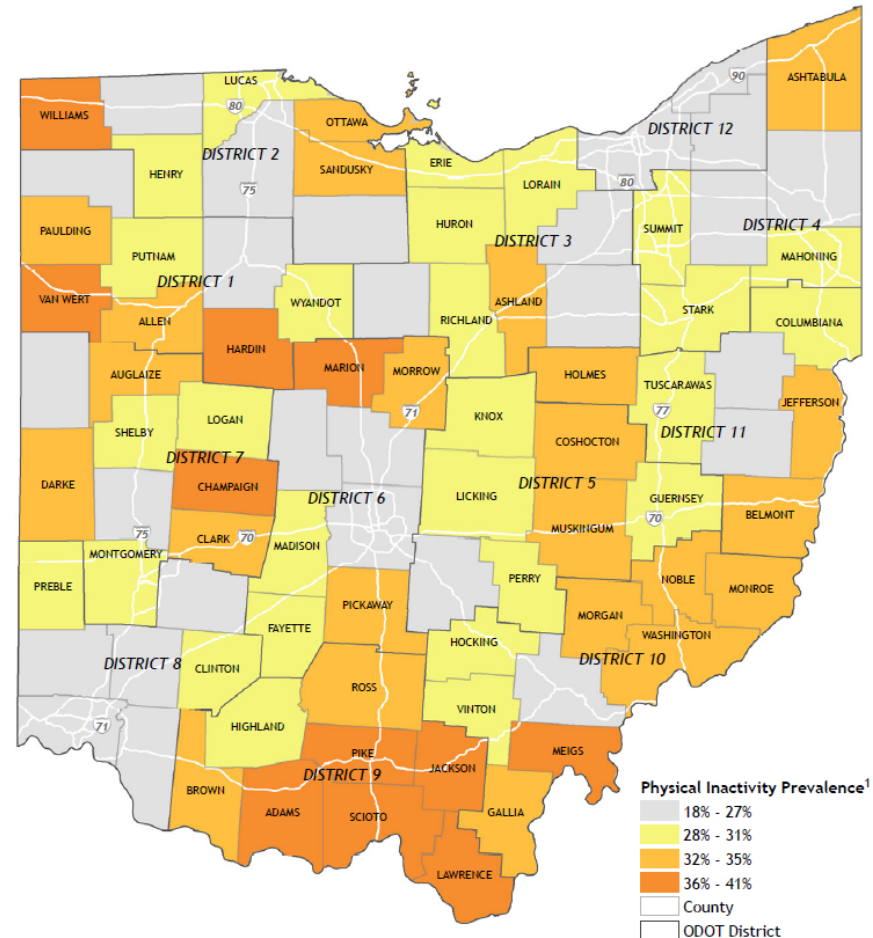 LUCAS
90
ASHTABULA
WILLIAMS
80
OTTAWA
DISTRICT 12
DISTRICT 2
ERIE
HENRY
SANDUSKY
80
LORAIN
75
HURON
SUMMIT
DISTRICT 4
PAULDING
DISTRICT 3
PUTNAM
MAHONING
DISTRICT 1
VAN WERT
WYANDOT
ASHLAND
STARK
ALLEN
RICHLAND
COLUMBIANA
HARDIN
MARION
MORROW
HOLMES
AUGLAIZE
TUSCARAWAS
JEFFERSON
71
77
LOGAN
KNOX
SHELBY
COSHOCTON
DISTRICT 11
DISTRICT 7
DARKE
CHAMPAIGN
DISTRICT 6
LICKING
DISTRICT 5
GUERNSEY
BELMONT
MUSKINGUM
70
75
CLARK
70
MADISON
MONTGOMERY
PERRY
NOBLE
PREBLE
MONROE
PICKAWAY
MORGAN
FAYETTE
WASHINGTON
HOCKING
DISTRICT 8
CLINTON
DISTRICT 10
ROSS
VINTON
71
HIGHLAND
PIKE
MEIGS
JACKSON
DISTRICT 9
BROWN
ADAMS
SCIOTO
GALLIA
LAWRENCE
Physical Inactivity Prevalence1
18% - 27%
28% - 31%
32% - 35%
36% - 41%
County
ODOT District